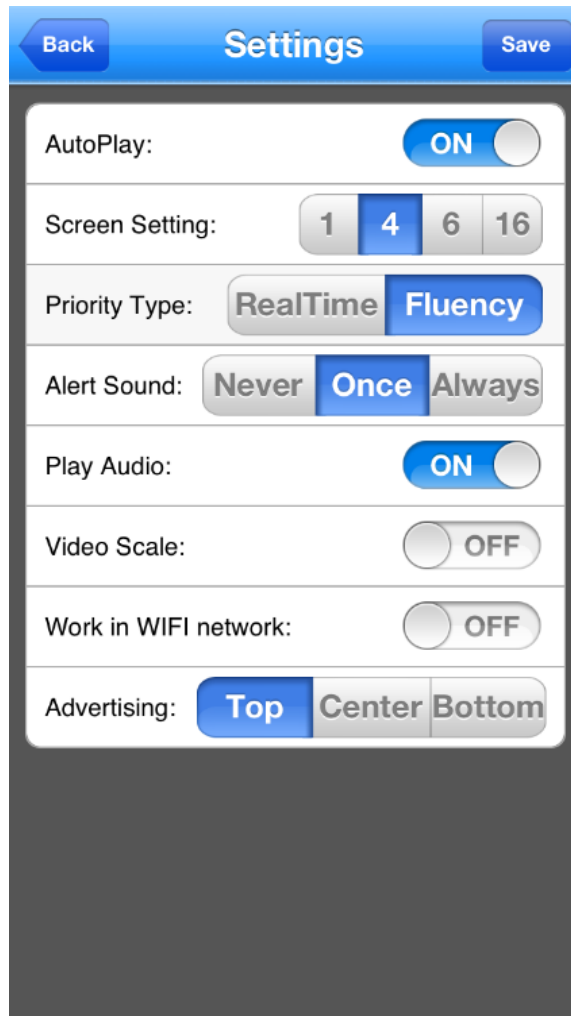 Back Settings Save
AutoPlay: ON
Screen Setting: 1 4 6 16
Priority Type: RealTime Fluency
Alert Sound: Never Once Always
Play Audio: ON
Video Scale: OFF
Work in WIFI network: OFF
Advertising: Top Center Bottom